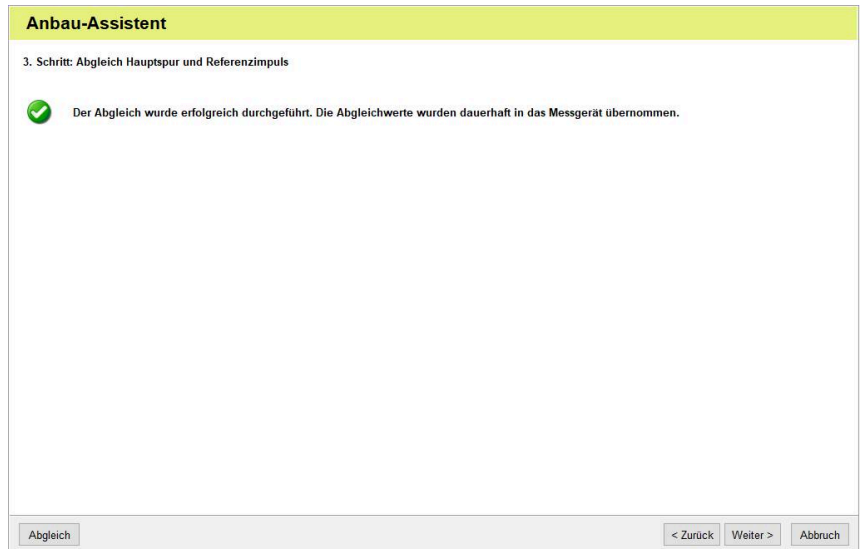 Anbau-Assistent
3. Schritt: Abgleich Hauptspur und Referenzimpuls
Der Abgleich wurde erfolgreich durchgeführt. Die Abgleichwerte wurden dauerhaft in das Messgerät übernommen.
Abgleich
< Zurück
Weiter >
Abbruch